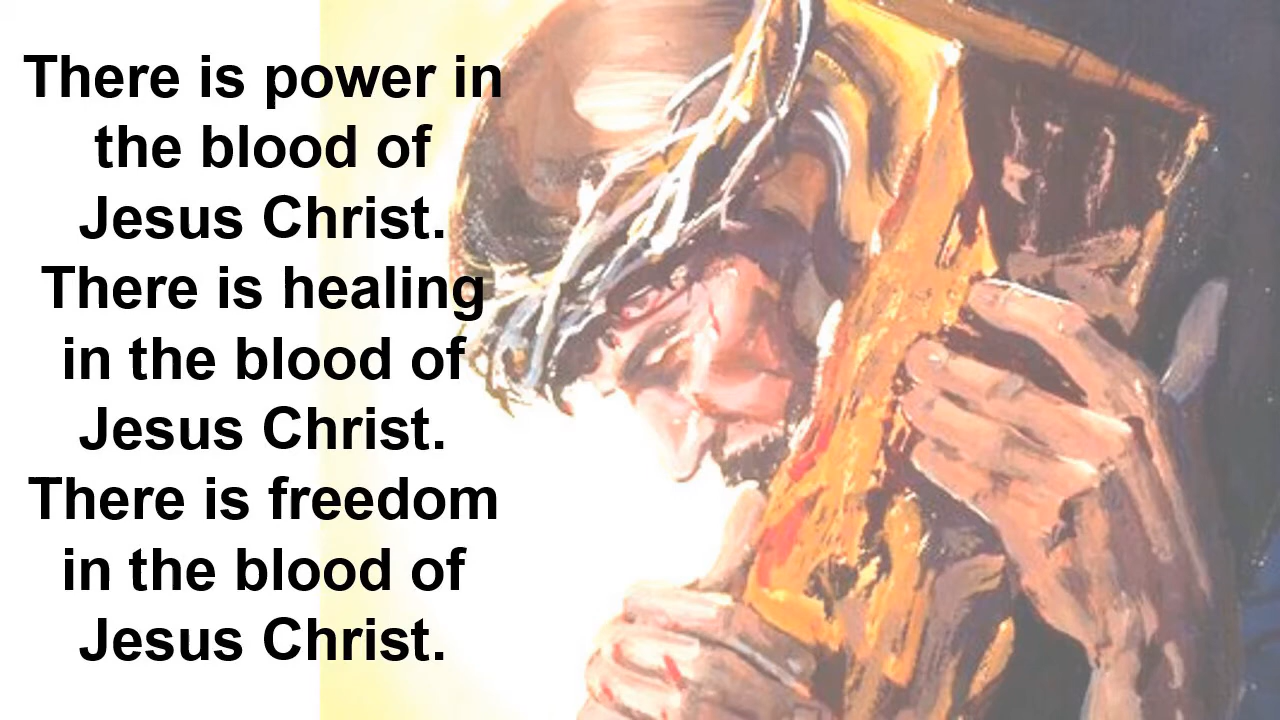 There is power in
the blood of
Jesus Christ.
There is healing
in the blood of
Jesus Christ.
There is freedom
in the blood of
Jesus Christ.